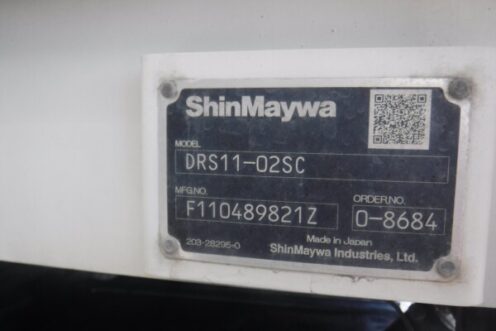 ShinMaywa
MODEL
DRS11-02SC
MFG.NO. ORDER.NO.
F110489821Z O-8684
203-28295-0 Made in Japan
ShinMaywa Industries, Ltd.